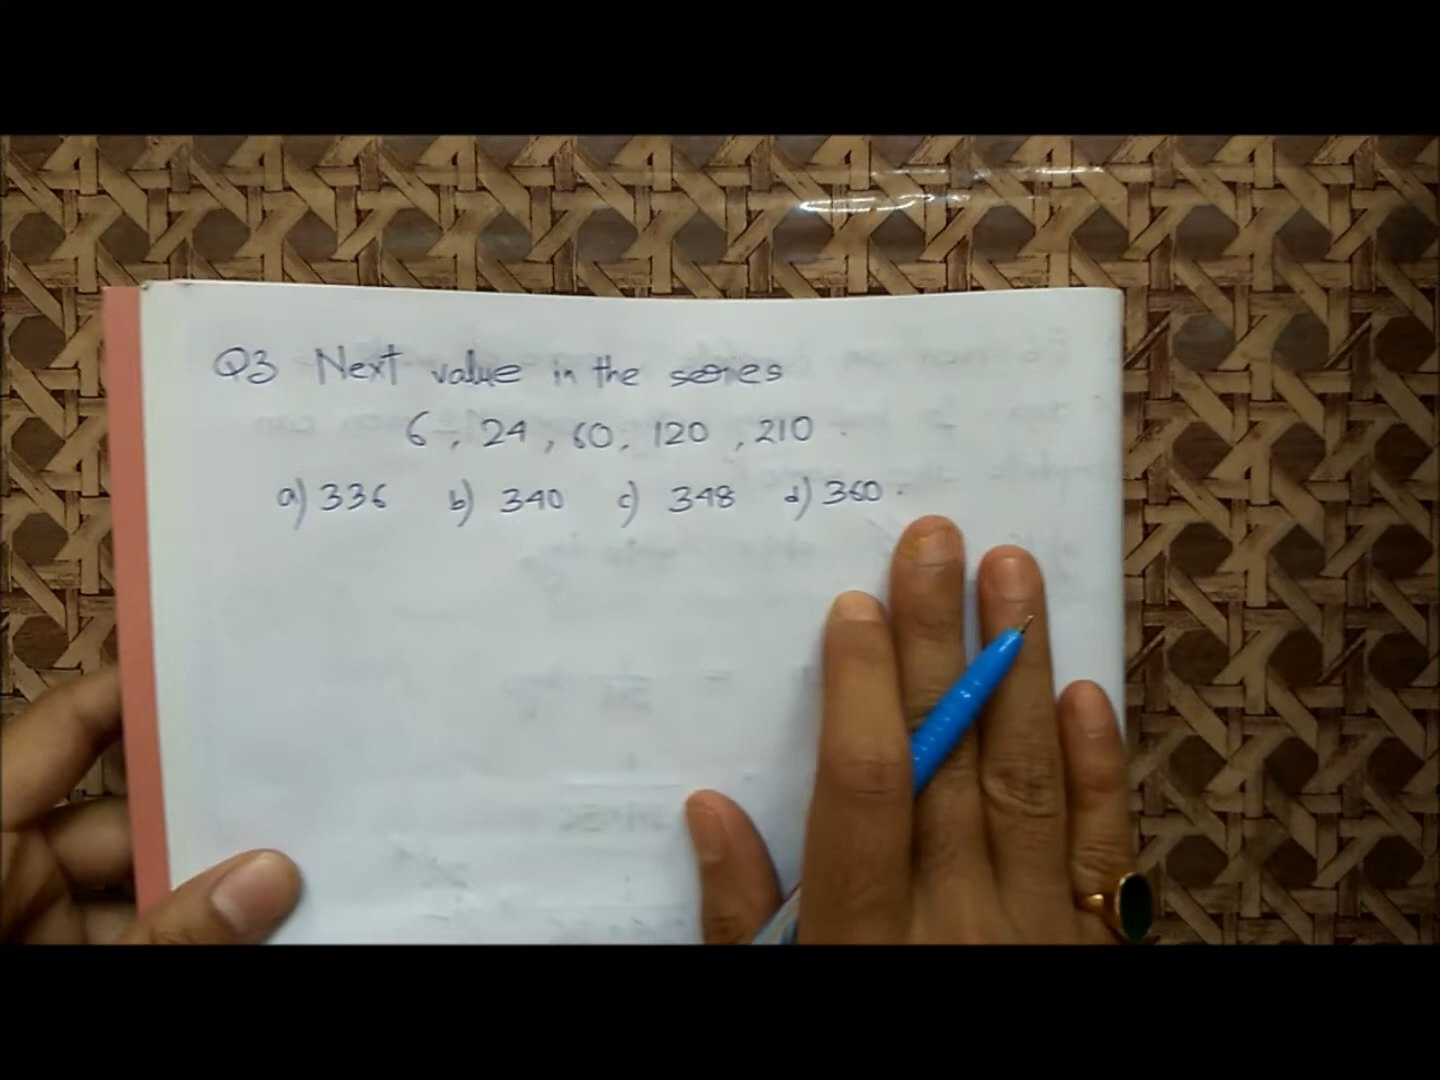 Q3 Next value in the series
6, 24, 60, 120, 210.
a) 336 b) 340 c) 348 d) 360.